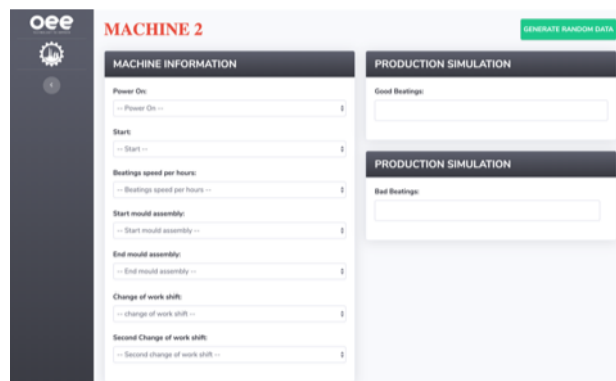 oee
MACHINE 2
GENERATE RANDOM DATA
MACHINE INFORMATION
Power On:
-- Power On --
Start:
-- Start --
Beatings speed per hours:
-- Beatings speed per hours --
Start mould assembly:
-- Start mould assembly --
End mould assembly:
-- End mould assembly --
Change of work shift:
-- change of work shift --
Second Change of work shift:
-- Second change of work shift --
PRODUCTION SIMULATION
Good Beatings:
PRODUCTION SIMULATION
Bad Beatings: